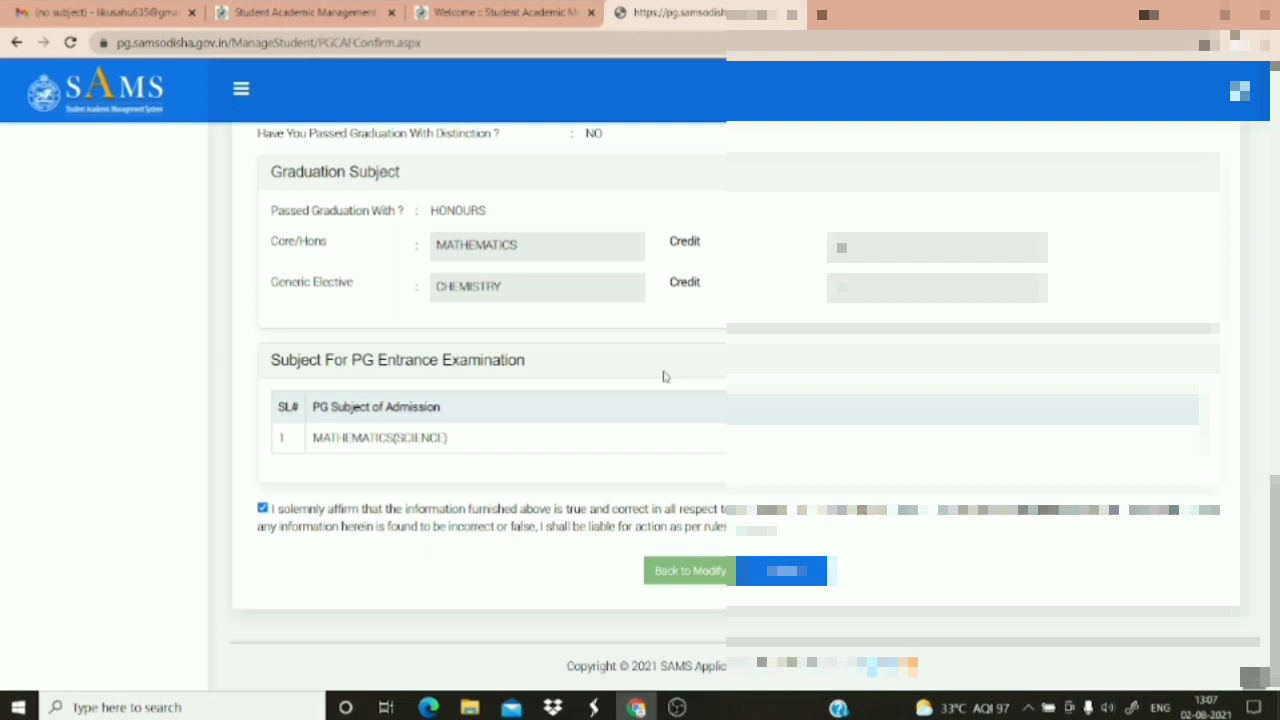 (no subject) - likusahu635@gma
Student Academic Management
Welcome :: Student Academic M
https://pg.samsodish
pg.samsodisha.gov.in/ManageStudent/PGCAFConfirm.aspx
SAMS
Student Academic Management System
Have You Passed Graduation With Distinction ? : NO
Graduation Subject
Passed Graduation With ? : HONOURS
Core/Hons : MATHEMATICS Credit
Generic Elective : CHEMISTRY Credit
Subject For PG Entrance Examination
SL# PG Subject of Admission
1 MATHEMATICS(SCIENCE)
I solemnly affirm that the information furnished above is true and correct in all respect
any information herein is found to be incorrect or false, I shall be liable for action as per rules
Back to Modify
Copyright © 2021 SAMS Applic
Type here to search
33°C AQI 97
ENG
13:07
02-08-2021